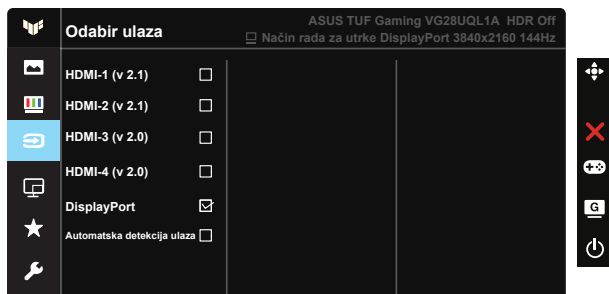 ASUS TUF Gaming VG28UQL1A HDR Off
Odabir ulaza
Način rada za utrke DisplayPort 3840x2160 144Hz
HDMI-1 (v 2.1)
HDMI-2 (v 2.1)
HDMI-3 (v 2.0)
HDMI-4 (v 2.0)
DisplayPort
Automatska detekcija ulaza
G